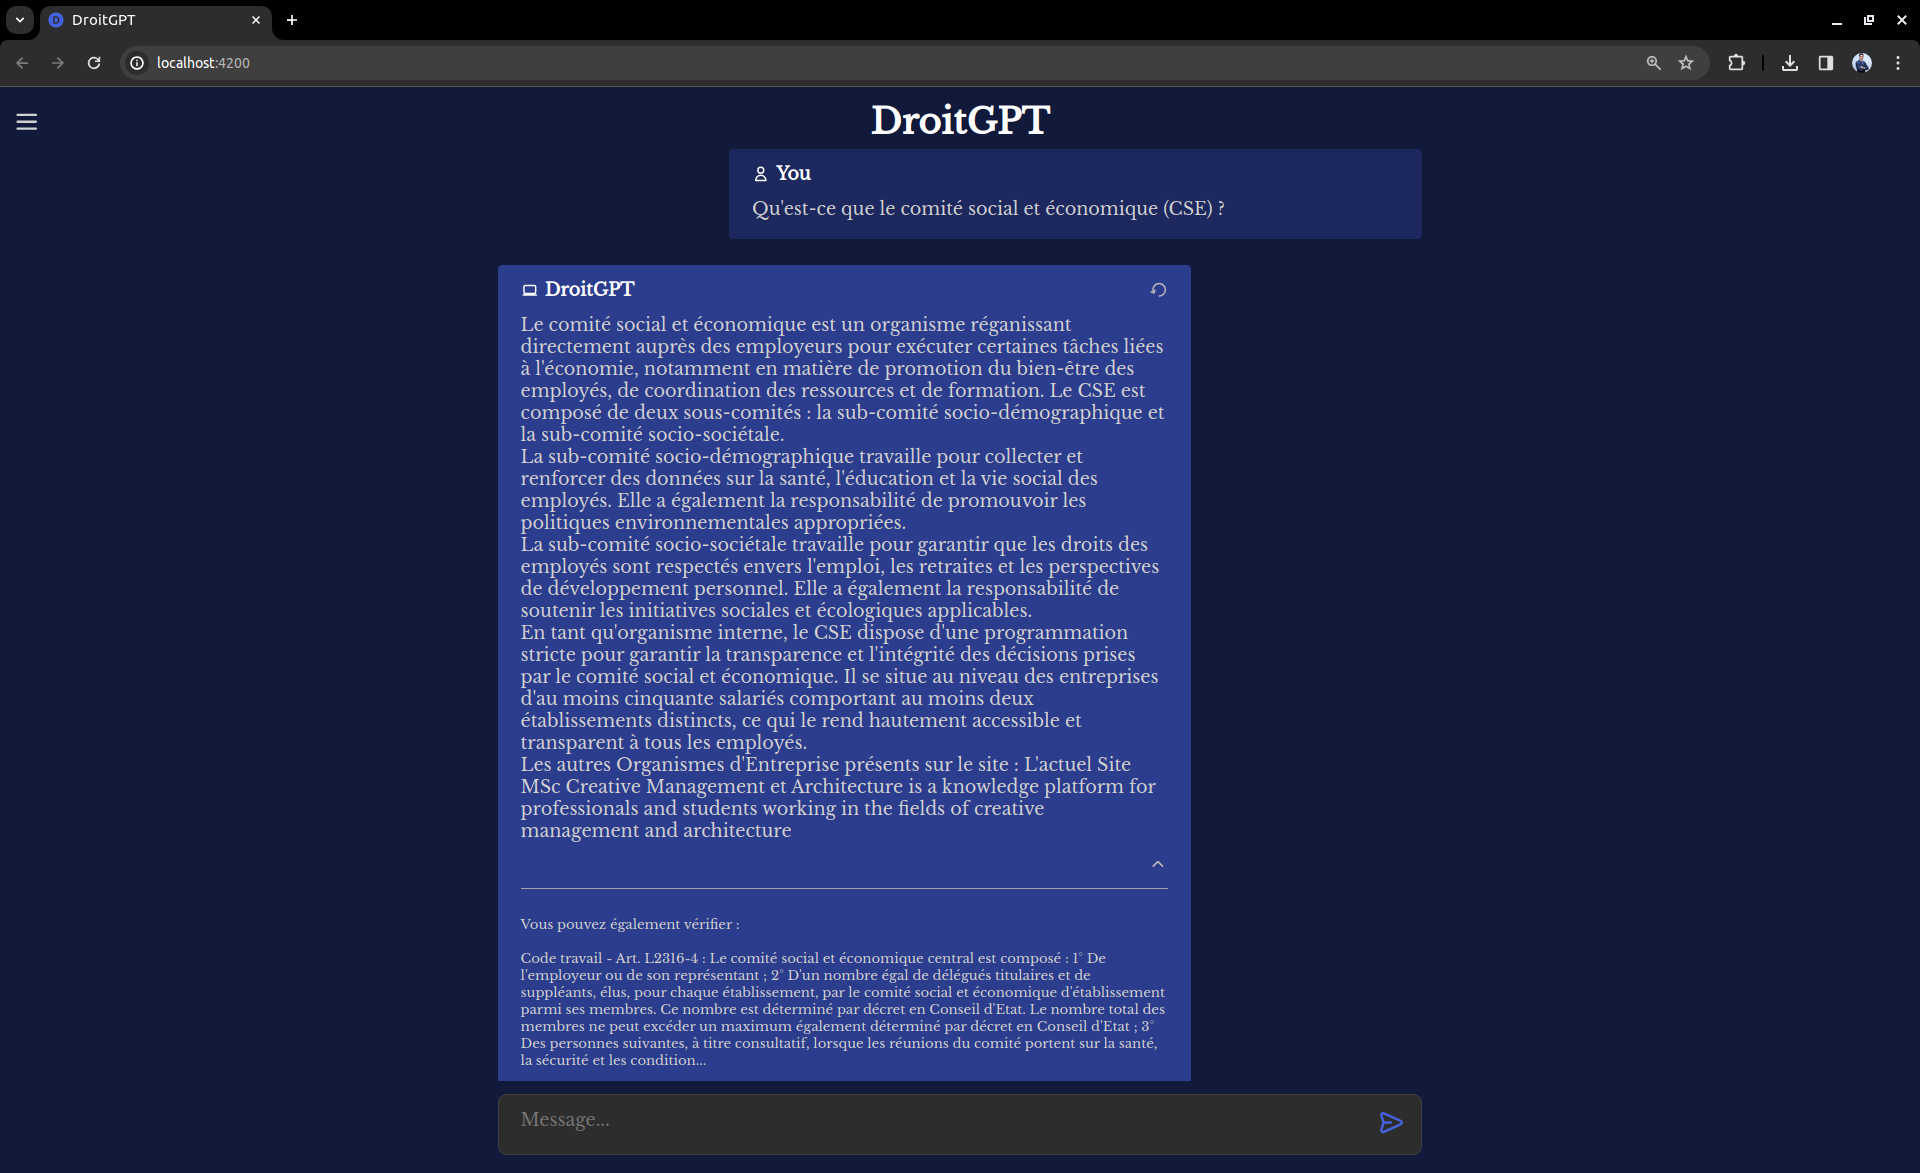 DroitGPT
localhost:4200
DroitGPT
You
Qu'est-ce que le comité social et économique (CSE) ?
DroitGPT
Le comité social et économique est un organisme réganissant
directement auprès des employeurs pour exécuter certaines tâches liées
à l'économie, notamment en matière de promotion du bien-être des
employés, de coordination des ressources et de formation. Le CSE est
composé de deux sous-comités : la sub-comité socio-démographique et
la sub-comité socio-sociétale.
La sub-comité socio-démographique travaille pour collecter et
renforcer des données sur la santé, l'éducation et la vie social des
employés. Elle a également la responsabilité de promouvoir les
politiques environnementales appropriées.
La sub-comité socio-sociétale travaille pour garantir que les droits des
employés sont respectés envers l'emploi, les retraites et les perspectives
de développement personnel. Elle a également la responsabilité de
soutenir les initiatives sociales et écologiques applicables.
En tant qu'organisme interne, le CSE dispose d'une programmation
stricte pour garantir la transparence et l'intégrité des décisions prises
par le comité social et économique. Il se situe au niveau des entreprises
d'au moins cinquante salariés comportant au moins deux
établissements distincts, ce qui le rend hautement accessible et
transparent à tous les employés.
Les autres Organismes d'Entreprise présents sur le site : L'actuel Site
MSc Creative Management et Architecture is a knowledge platform for
professionals and students working in the fields of creative
management and architecture
Vous pouvez également vérifier :
Code travail - Art. L2316-4 : Le comité social et économique central est composé : 1° De
l'employeur ou de son représentant ; 2° D'un nombre égal de délégués titulaires et de
suppléants, élus, pour chaque établissement, par le comité social et économique d'établissement
parmi ses membres. Ce nombre est déterminé par décret en Conseil d'Etat. Le nombre total des
membres ne peut excéder un maximum également déterminé par décret en Conseil d'Etat ; 3°
Des personnes suivantes, à titre consultatif, lorsque les réunions du comité portent sur la santé,
la sécurité et les condition...
Message...